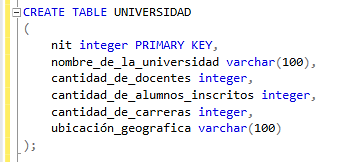 CREATE TABLE UNIVERSIDAD
(
nit integer PRIMARY KEY,
nombre_de_la_universidad varchar(100),
cantidad_de_docentes integer,
cantidad_de_alumnos_inscritos integer,
cantidad_de_carreras integer,
ubicación_geografica varchar(100)
);